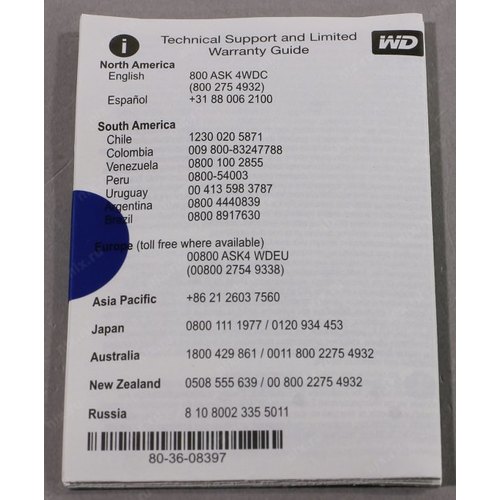 i Technical Support and Limited WD
Warranty Guide
North America
English 800 ASK 4WDC
(800 275 4932)
Español +31 88 006 2100
South America
Chile 1230 020 5871
Colombia 009 800-83247788
Venezuela 0800 100 2855
Peru 0800-54003
Uruguay 00 413 598 3787
Argentina 0800 4440839
Brazil 0800 8917630
Europe (toll free where available)
00800 ASK4 WDEU
(00800 2754 9338)
Asia Pacific +86 21 2603 7560
Japan 0800 111 1977 / 0120 934 453
Australia 1800 429 861 / 0011 800 2275 4932
New Zealand 0508 555 639 / 00 800 2275 4932
Russia 8 10 8002 335 5011
80-36-08397